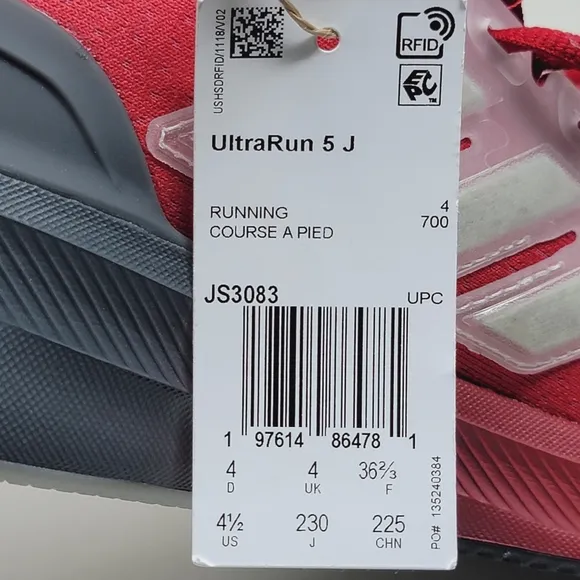 USHSDRFID/1118/V02
RFID
EPC™
UltraRun 5 J
RUNNING 4
COURSE A PIED 700
JS3083 UPC
1 97614 86478 1
4 4 36⅔
D UK F
4½ 230 225
US J CHN
PO# 135240384